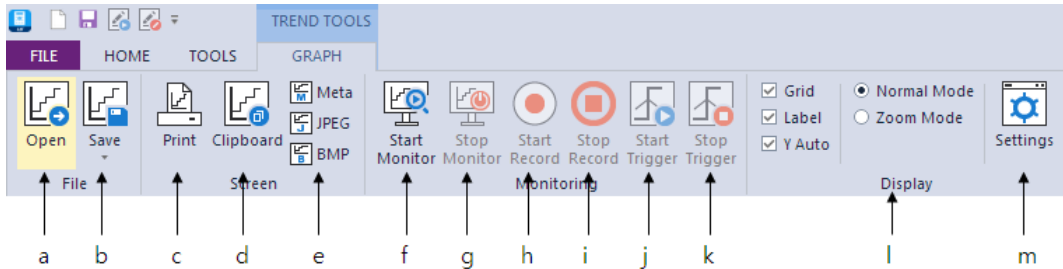 TREND TOOLS
FILE HOME TOOLS GRAPH
Open Save Print Clipboard
Meta
JPEG
BMP
Start Monitor
Stop Monitor
Start Record
Stop Record
Start Trigger
Stop Trigger
Grid
Label
Y Auto
Normal Mode
Zoom Mode
Settings
File Screen Monitoring Display
a b c d e f g h i j k l m